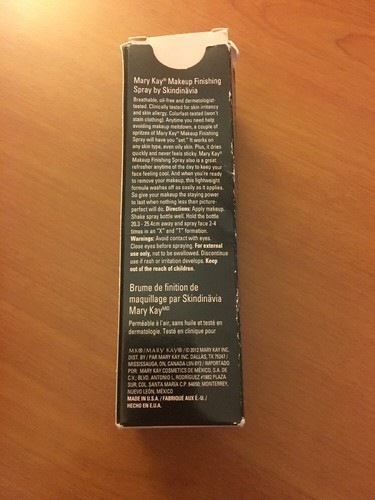 Mary Kay® Makeup Finishing
Spray by Skindinävia
Breathable, oil-free and dermatologist-
tested. Clinically tested for skin irritancy
and skin allergy. Colorfast-tested (won't
stain clothing). Anytime you need help
avoiding makeup meltdown, a couple of
spritzes of Mary Kay® Makeup Finishing
Spray will have you "set." It works on
any skin type, even oily skin. Plus, it dries
quickly and never feels sticky. Mary Kay®
Makeup Finishing Spray also is a great
refresher anytime of the day to keep your
face feeling cool. And when you're ready
to remove your makeup, this lightweight
formula washes off as easily as it applies.
So give your makeup the staying power
to last when nothing less than picture-
perfect will do. Directions: Apply makeup.
Shake spray bottle well. Hold the bottle
20.3 - 25.4cm away and spray face 2-4
times in an "X" and "T" formation.
Warnings: Avoid contact with eyes.
Close eyes before spraying. For external
use only, not to be swallowed. Discontinue
use if rash or irritation develops. Keep
out of the reach of children.
Brume de finition de
maquillage par Skindinävia
Mary Kay MD
Perméable à l'air, sans huile et testé en
dermatologie. Testé en clinique pour
MK®/MARY KAY® / © 2012 MARY KAY INC.
DIST. BY / PAR MARY KAY INC. DALLAS, TX 75247/
MISSISSAUGA, ON, CANADA L5N 6Y2 / IMPORTADO
POR: MARY KAY COSMETICS DE MÉXICO, S.A. DE
C.V.; BLVD. ANTONIO L. RODRÍGUEZ #1882 PLAZA
SUR; COL. SANTA MARÍA C.P. 64650; MONTERREY,
NUEVO LEÓN, MÉXICO
MADE IN U.S.A. / FABRIQUÉ AUX É.-U. /
HECHO EN E.U.A.